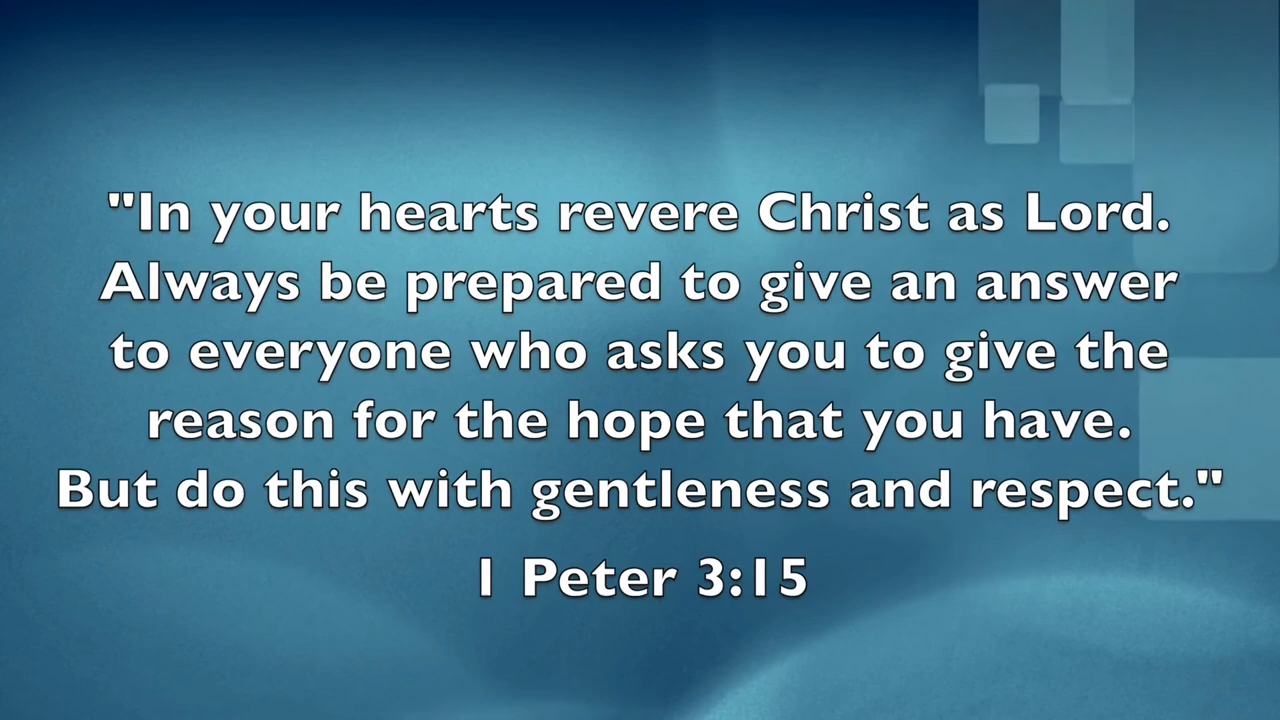 "In your hearts revere Christ as Lord.
Always be prepared to give an answer
to everyone who asks you to give the
reason for the hope that you have.
But do this with gentleness and respect."
1 Peter 3:15